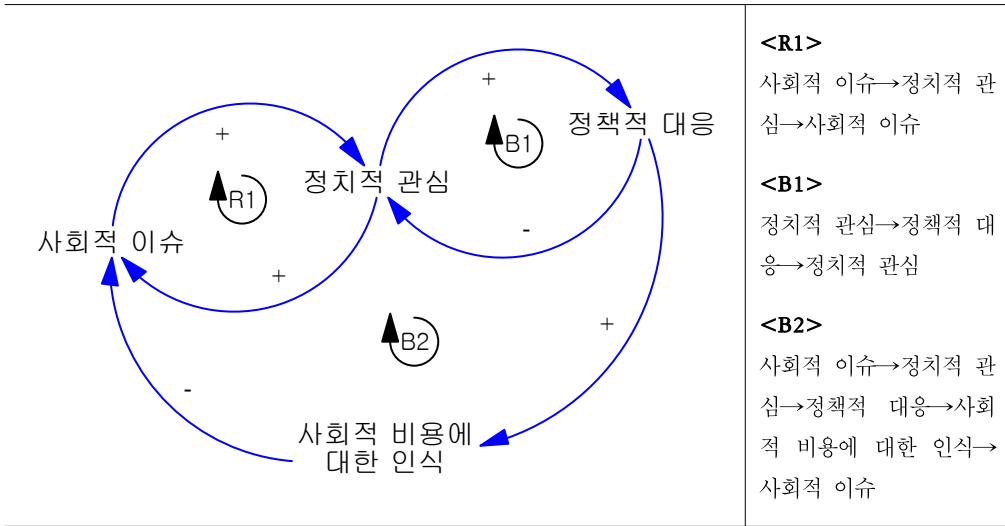 +
정책적 대응
B1
+
정치적 관심
R1
-
사회적 이슈
+
B2
+
-
사회적 비용에
대한 인식
<R1>
사회적 이슈→정치적 관
심→사회적 이슈
<B1>
정치적 관심→정책적 대
응→정치적 관심
<B2>
사회적 이슈→정치적 관
심→정책적 대응→사회
적 비용에 대한 인식→
사회적 이슈